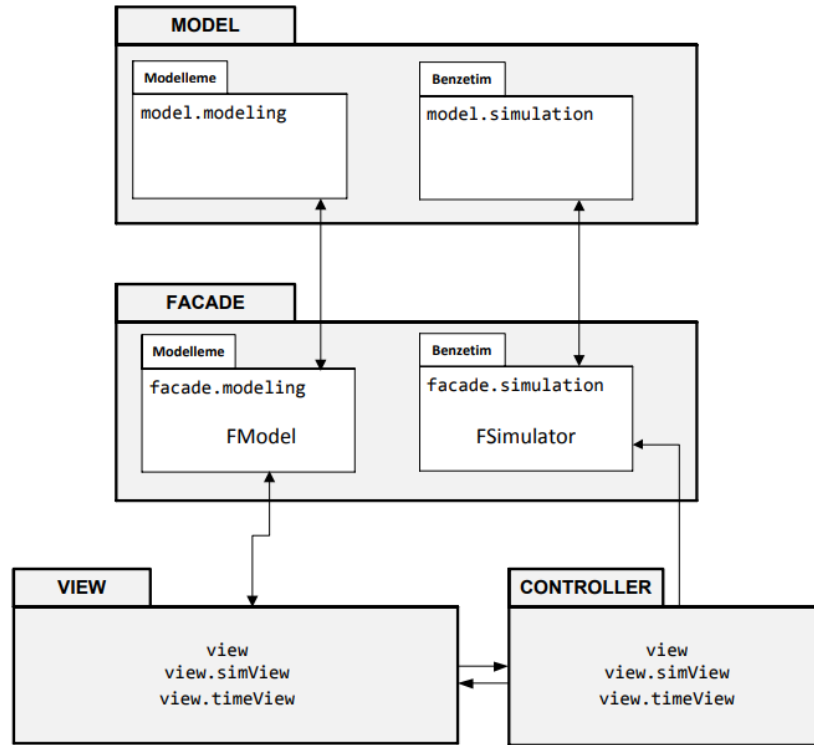 MODEL
Modelleme
model.modeling
Benzetim
model.simulation
FACADE
Modelleme
facade.modeling
FModel
Benzetim
facade.simulation
FSimulator
VIEW
view
view.simView
view.timeView
CONTROLLER
view
view.simView
view.timeView